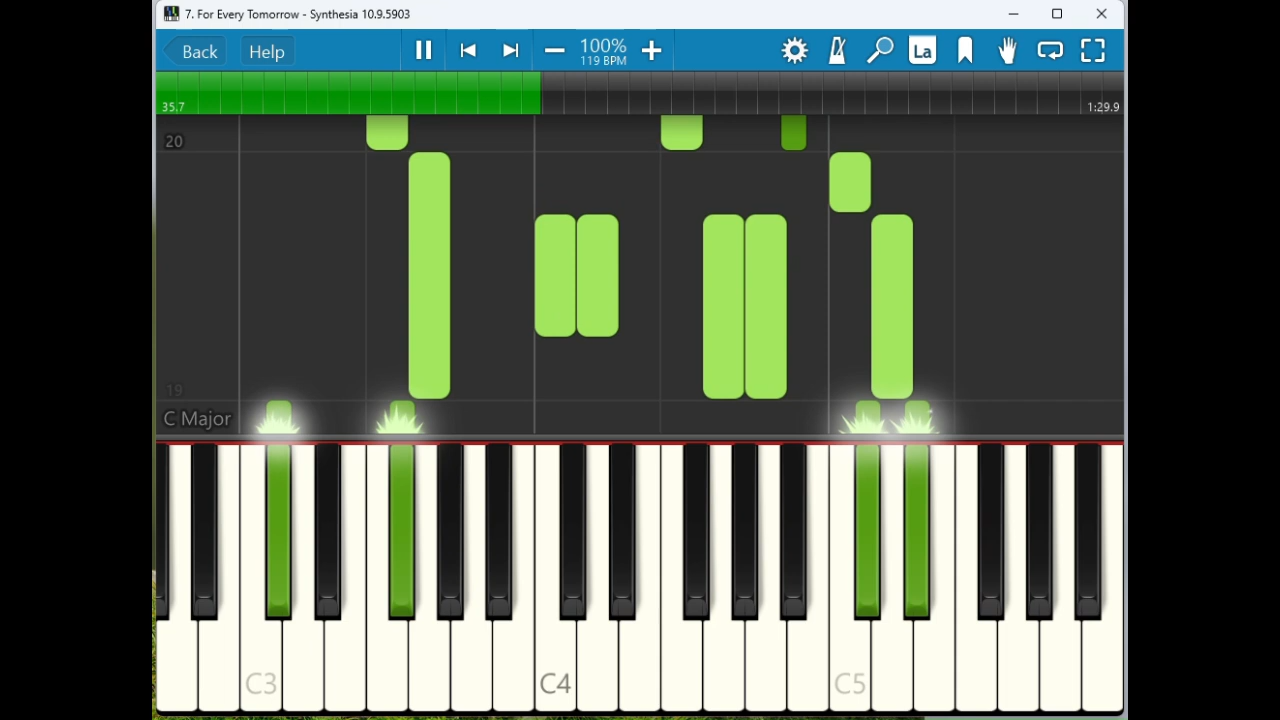 7. For Every Tomorrow - Synthesia 10.9.5903
Back
Help
100%
119 BPM
La
35.7
1:29.9
20
19
C Major
C3
C4
C5